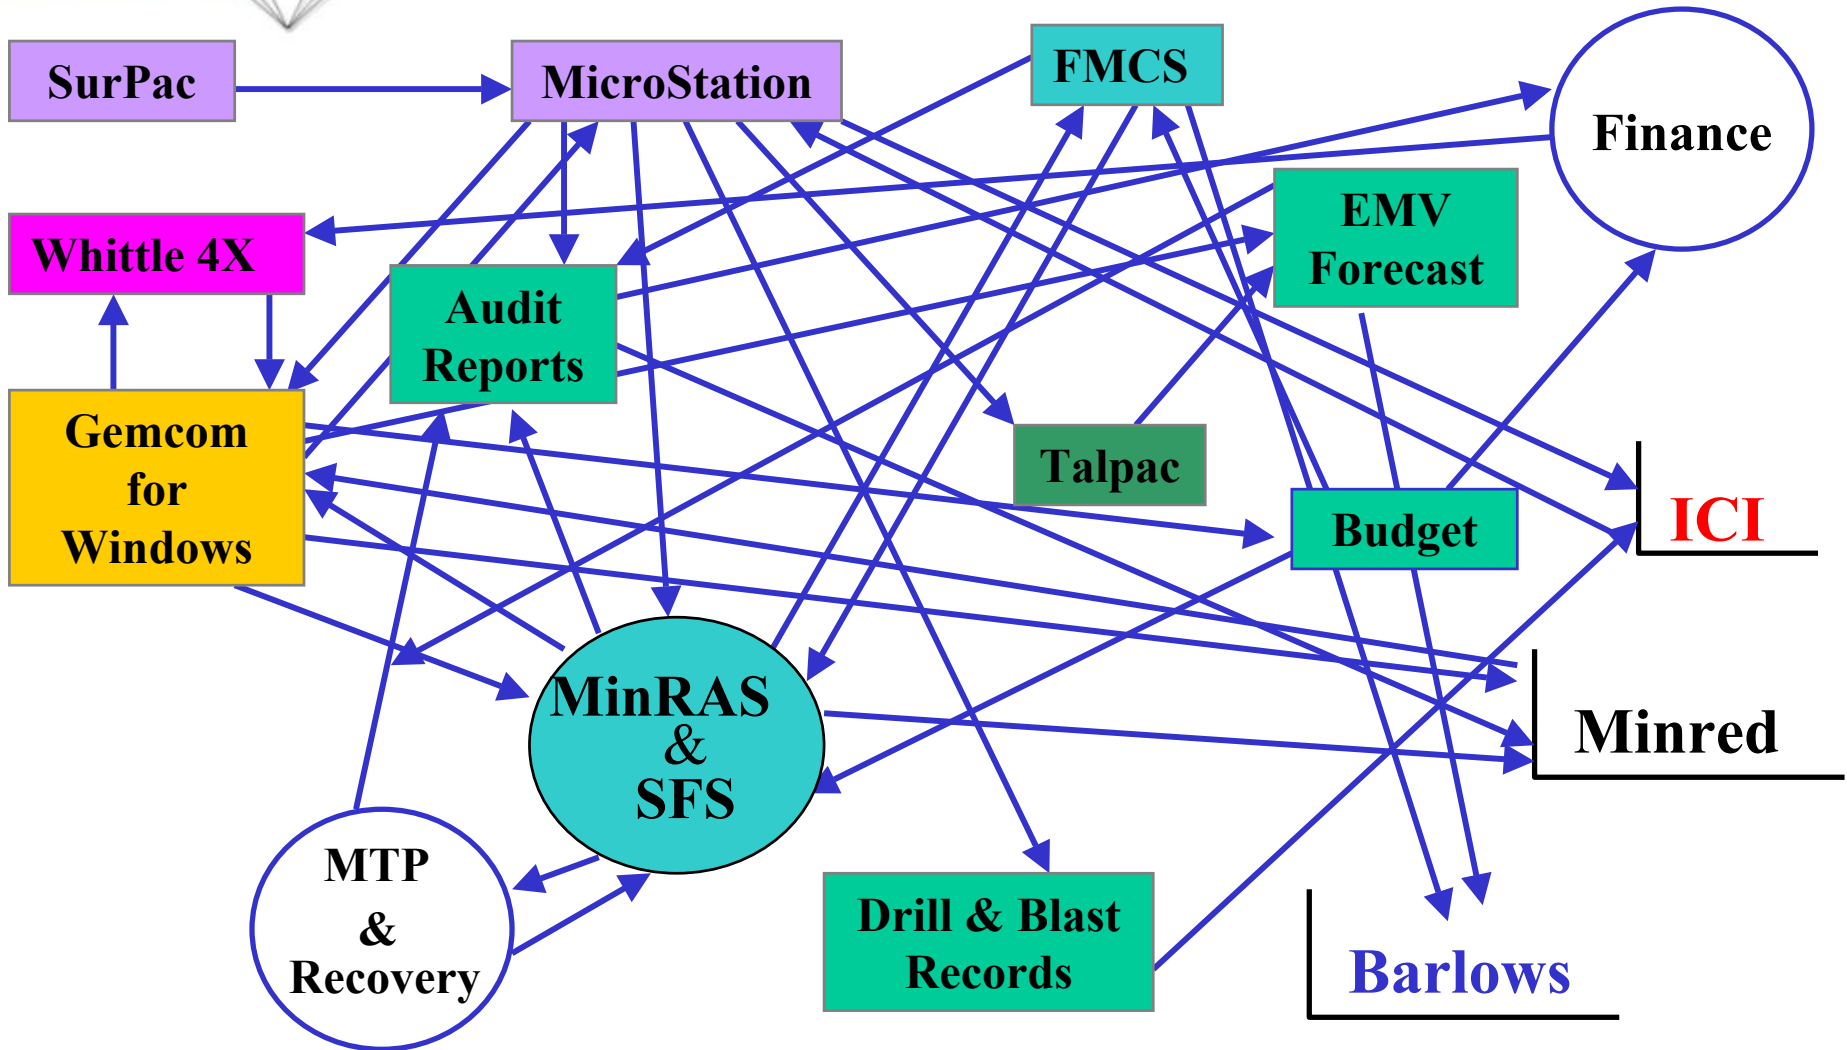 SurPac
MicroStation
FMCS
Finance
Whittle 4X
EMV
Forecast
Audit
Reports
Gemcom
for
Windows
Talpac
Budget
ICI
MinRAS
&
SFS
Minred
MTP
&
Recovery
Drill & Blast
Records
Barlows